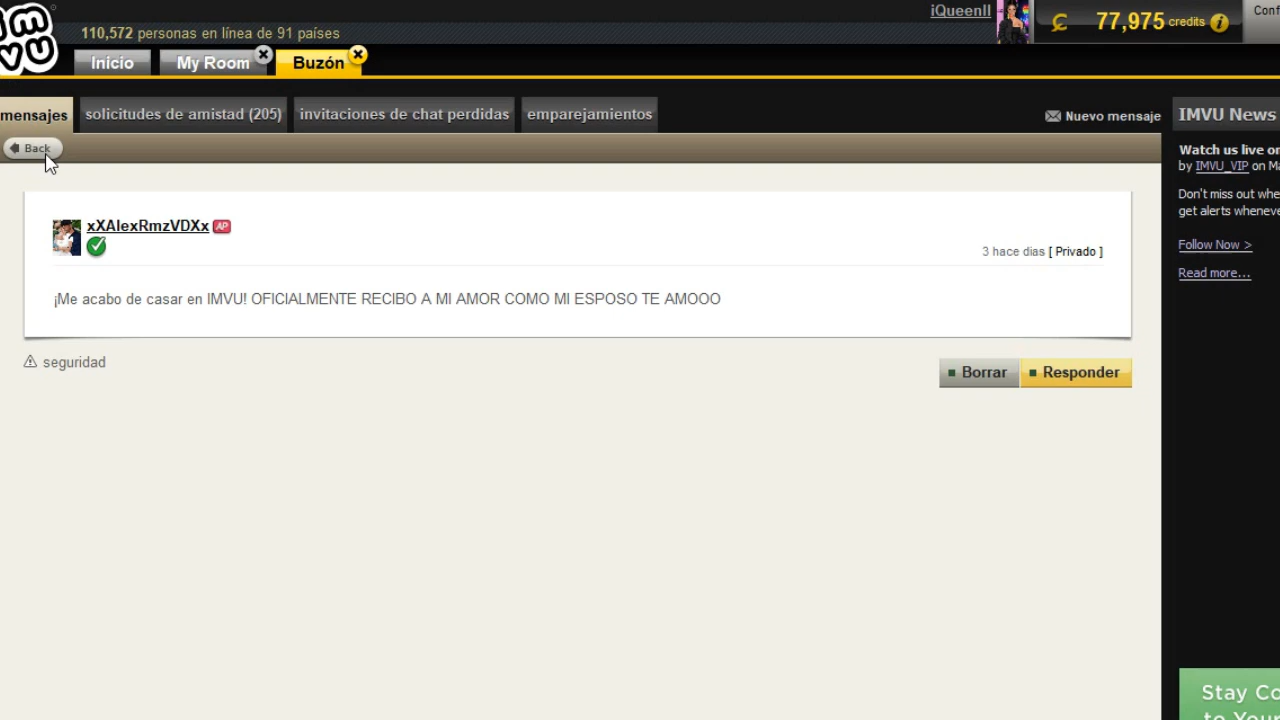 imvu
110,572 personas en línea de 91 países
iQueenII
77,975 credits i
Conf
Inicio
My Room
Buzón
mensajes
solicitudes de amistad (205)
invitaciones de chat perdidas
emparejamientos
Nuevo mensaje
IMVU News
Back
Watch us live on
by IMVU_VIP on Ma
Don't miss out whe
get alerts wheneve
Follow Now >
Read more...
xXAlexRmzVDXx AP
3 hace dias [ Privado ]
¡Me acabo de casar en IMVU! OFICIALMENTE RECIBO A MI AMOR COMO MI ESPOSO TE AMOOO
seguridad
Borrar
Responder
Stay Co
to Your